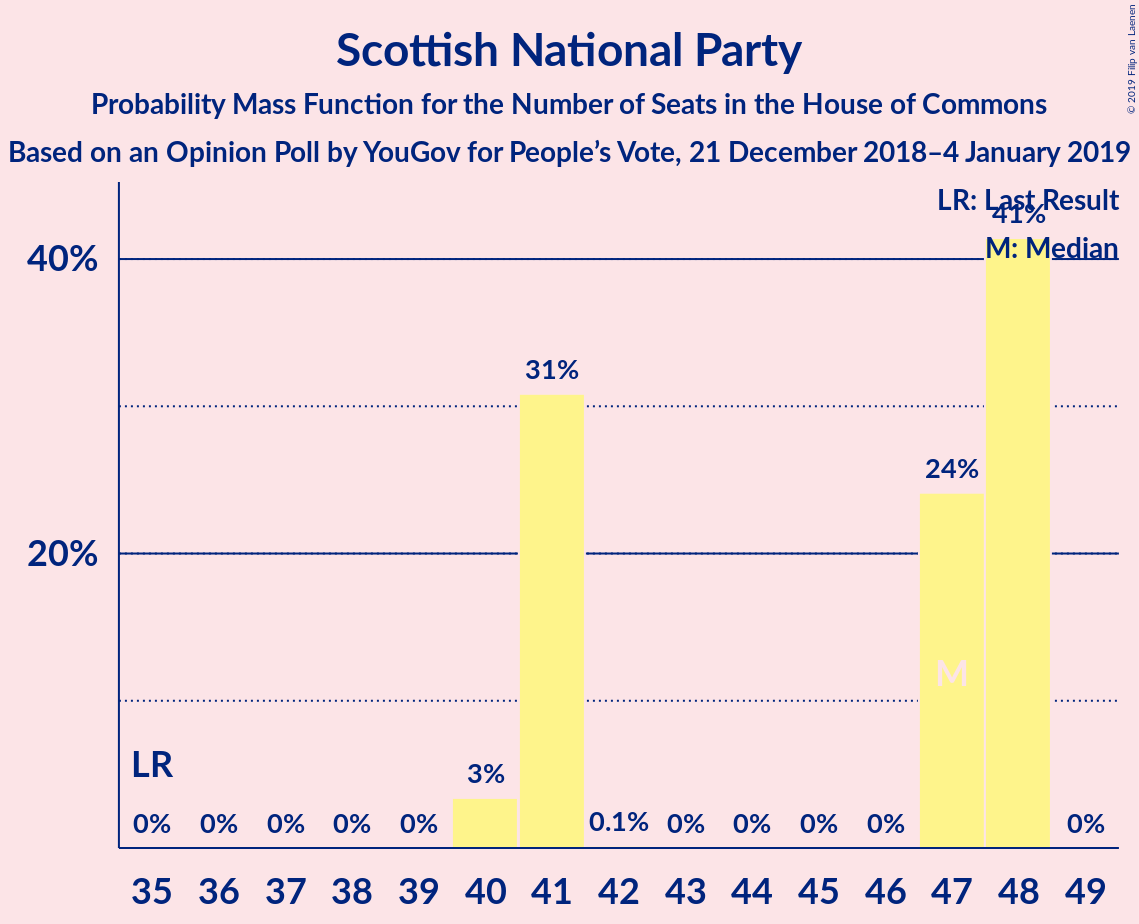 Scottish National Party
Probability Mass Function for the Number of Seats in the House of Commons
Based on an Opinion Poll by YouGov for People’s Vote, 21 December 2018–4 January 2019
© 2019 Filip van Laenen
LR: Last Result
41%
M: Median
40%
31%
24%
20%
M
LR
3%
0% 0% 0% 0% 0% 0.1% 0% 0% 0% 0% 0%
35 36 37 38 39 40 41 42 43 44 45 46 47 48 49